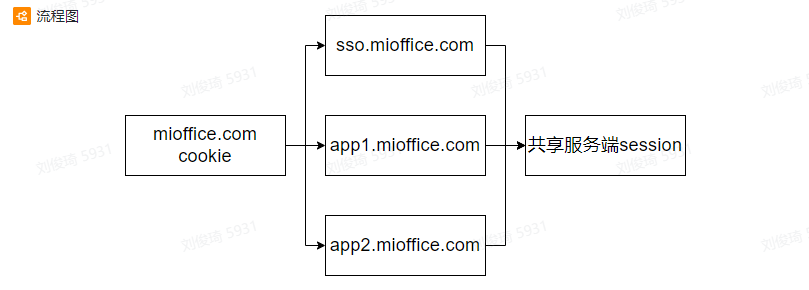 流程图
sso.mioffice.com
mioffice.com
cookie
app1.mioffice.com
共享服务端session
app2.mioffice.com
刘俊琦 5931
刘俊琦 5931
刘俊琦 5931
刘俊琦 5931
刘俊琦 5931
刘俊琦 5931
刘俊琦 5931
刘俊琦 5931
刘俊琦 5931